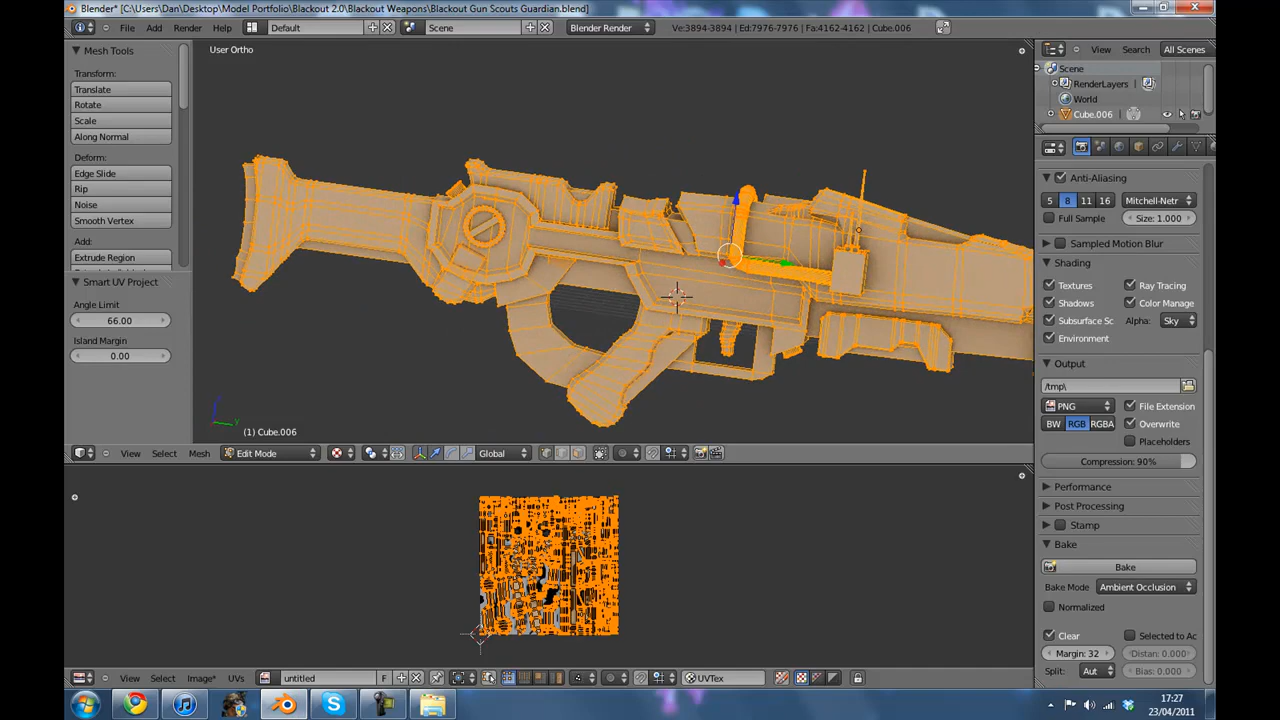 Blender* [C:\Users\Dan\Desktop\Model Portfolio\Blackout 2.0\Blackout Weapons\Blackout Gun Scouts Guardian.blend]
File Add Render Help Default Scene Blender Render Ve:3894-3894 | Ed:7976-7976 | Fa:4162-4162 | Cube.006
Mesh Tools
Transform:
Translate
Rotate
Scale
Along Normal
Deform:
Edge Slide
Rip
Noise
Smooth Vertex
Add:
Extrude Region
Smart UV Project
Angle Limit
66.00
Island Margin
0.00
User Ortho
(1) Cube.006
View Select Mesh Edit Mode Global
View Select Image* UVs untitled F UVTex
View Search All Scenes
Scene
RenderLayers
World
Cube.006
Anti-Aliasing
5 8 11 16 Mitchell-Netr
Full Sample Size: 1.000
Sampled Motion Blur
Shading
Textures Ray Tracing
Shadows Color Manage
Subsurface Sc Alpha: Sky
Environment
Output
/tmp\
PNG File Extension
BW RGB RGBA Overwrite
Placeholders
Compression: 90%
Performance
Post Processing
Stamp
Bake
Bake
Bake Mode Ambient Occlusion
Normalized
Clear Selected to Ac
Margin: 32 Distan: 0.000
Split: Aut Bias: 0.000
17:27
23/04/2011